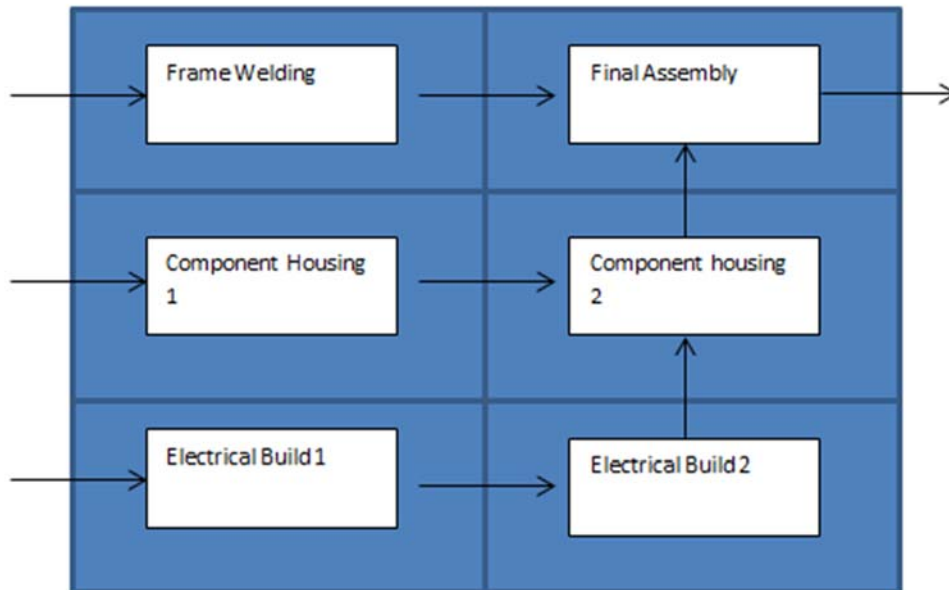 Frame Welding
Final Assembly
Component Housing
1
Component housing
2
Electrical Build 1
Electrical Build 2